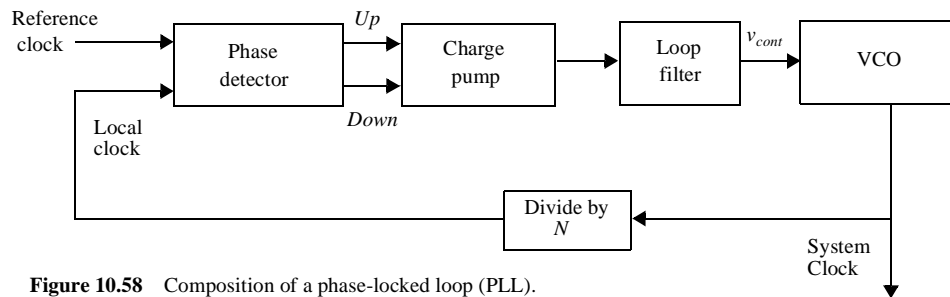 Reference
clock
Phase
detector
Up
Down
Charge
pump
Loop
filter
v_cont
VCO
Local
clock
Divide by
N
System
Clock
Figure 10.58 Composition of a phase-locked loop (PLL).